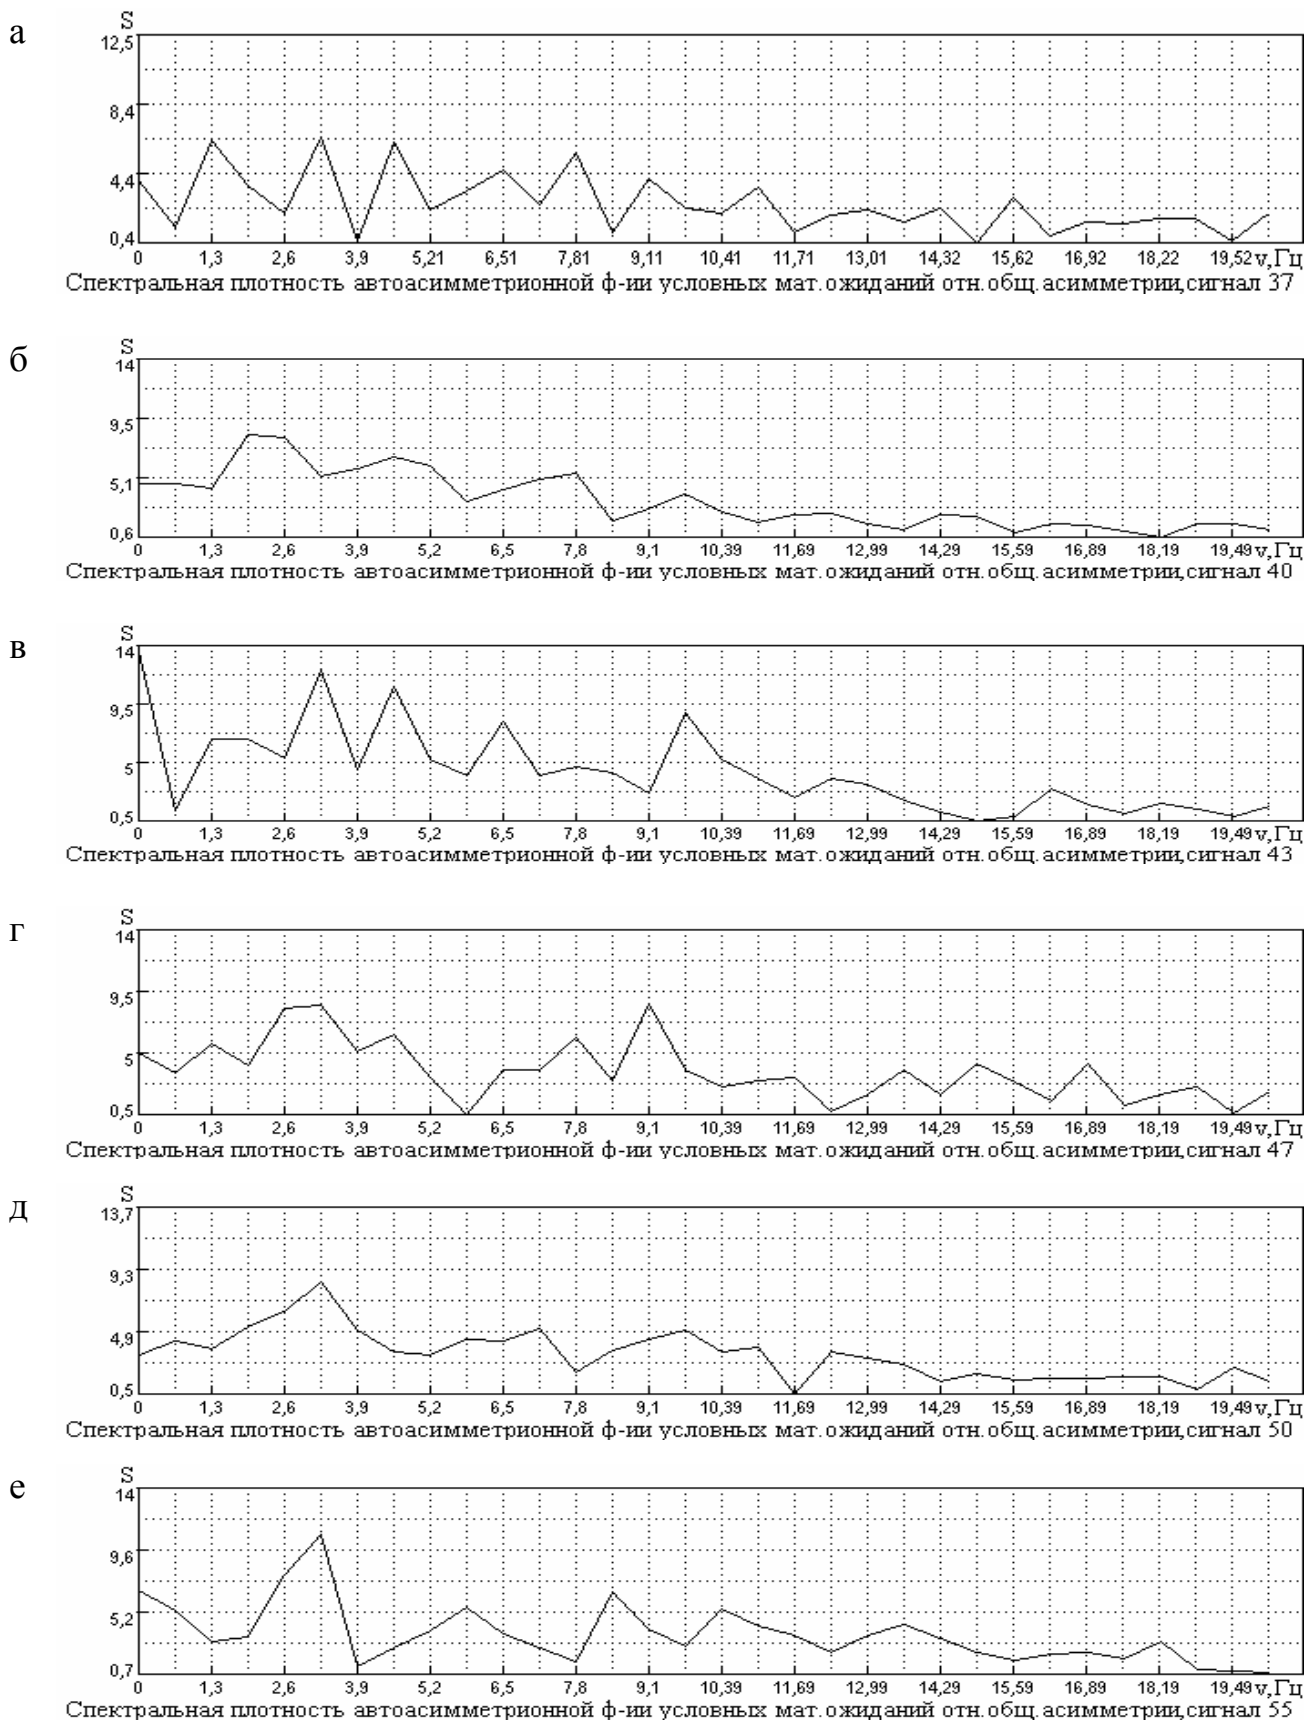 а
S
12,5
8,4
4,4
0,4
0 1,3 2,6 3,9 5,21 6,51 7,81 9,11 10,41 11,71 13,01 14,32 15,62 16,92 18,22 19,52 v,Гц
Спектральная плотность автоасимметрионной ф-ии условных мат.ожиданий отн.общ.асимметрии,сигнал 37
б
S
14
9,5
5,1
0,6
0 1,3 2,6 3,9 5,2 6,5 7,8 9,1 10,39 11,69 12,99 14,29 15,59 16,89 18,19 19,49 v,Гц
Спектральная плотность автоасимметрионной ф-ии условных мат.ожиданий отн.общ.асимметрии,сигнал 40
в
S
14
9,5
5
0,5
0 1,3 2,6 3,9 5,2 6,5 7,8 9,1 10,39 11,69 12,99 14,29 15,59 16,89 18,19 19,49 v,Гц
Спектральная плотность автоасимметрионной ф-ии условных мат.ожиданий отн.общ.асимметрии,сигнал 43
г
S
14
9,5
5
0,5
0 1,3 2,6 3,9 5,2 6,5 7,8 9,1 10,39 11,69 12,99 14,29 15,59 16,89 18,19 19,49 v,Гц
Спектральная плотность автоасимметрионной ф-ии условных мат.ожиданий отн.общ.асимметрии,сигнал 47
д
S
13,7
9,3
4,9
0,5
0 1,3 2,6 3,9 5,2 6,5 7,8 9,1 10,39 11,69 12,99 14,29 15,59 16,89 18,19 19,49 v,Гц
Спектральная плотность автоасимметрионной ф-ии условных мат.ожиданий отн.общ.асимметрии,сигнал 50
е
S
14
9,6
5,2
0,7
0 1,3 2,6 3,9 5,2 6,5 7,8 9,1 10,39 11,69 12,99 14,29 15,59 16,89 18,19 19,49 v,Гц
Спектральная плотность автоасимметрионной ф-ии условных мат.ожиданий отн.общ.асимметрии,сигнал 55